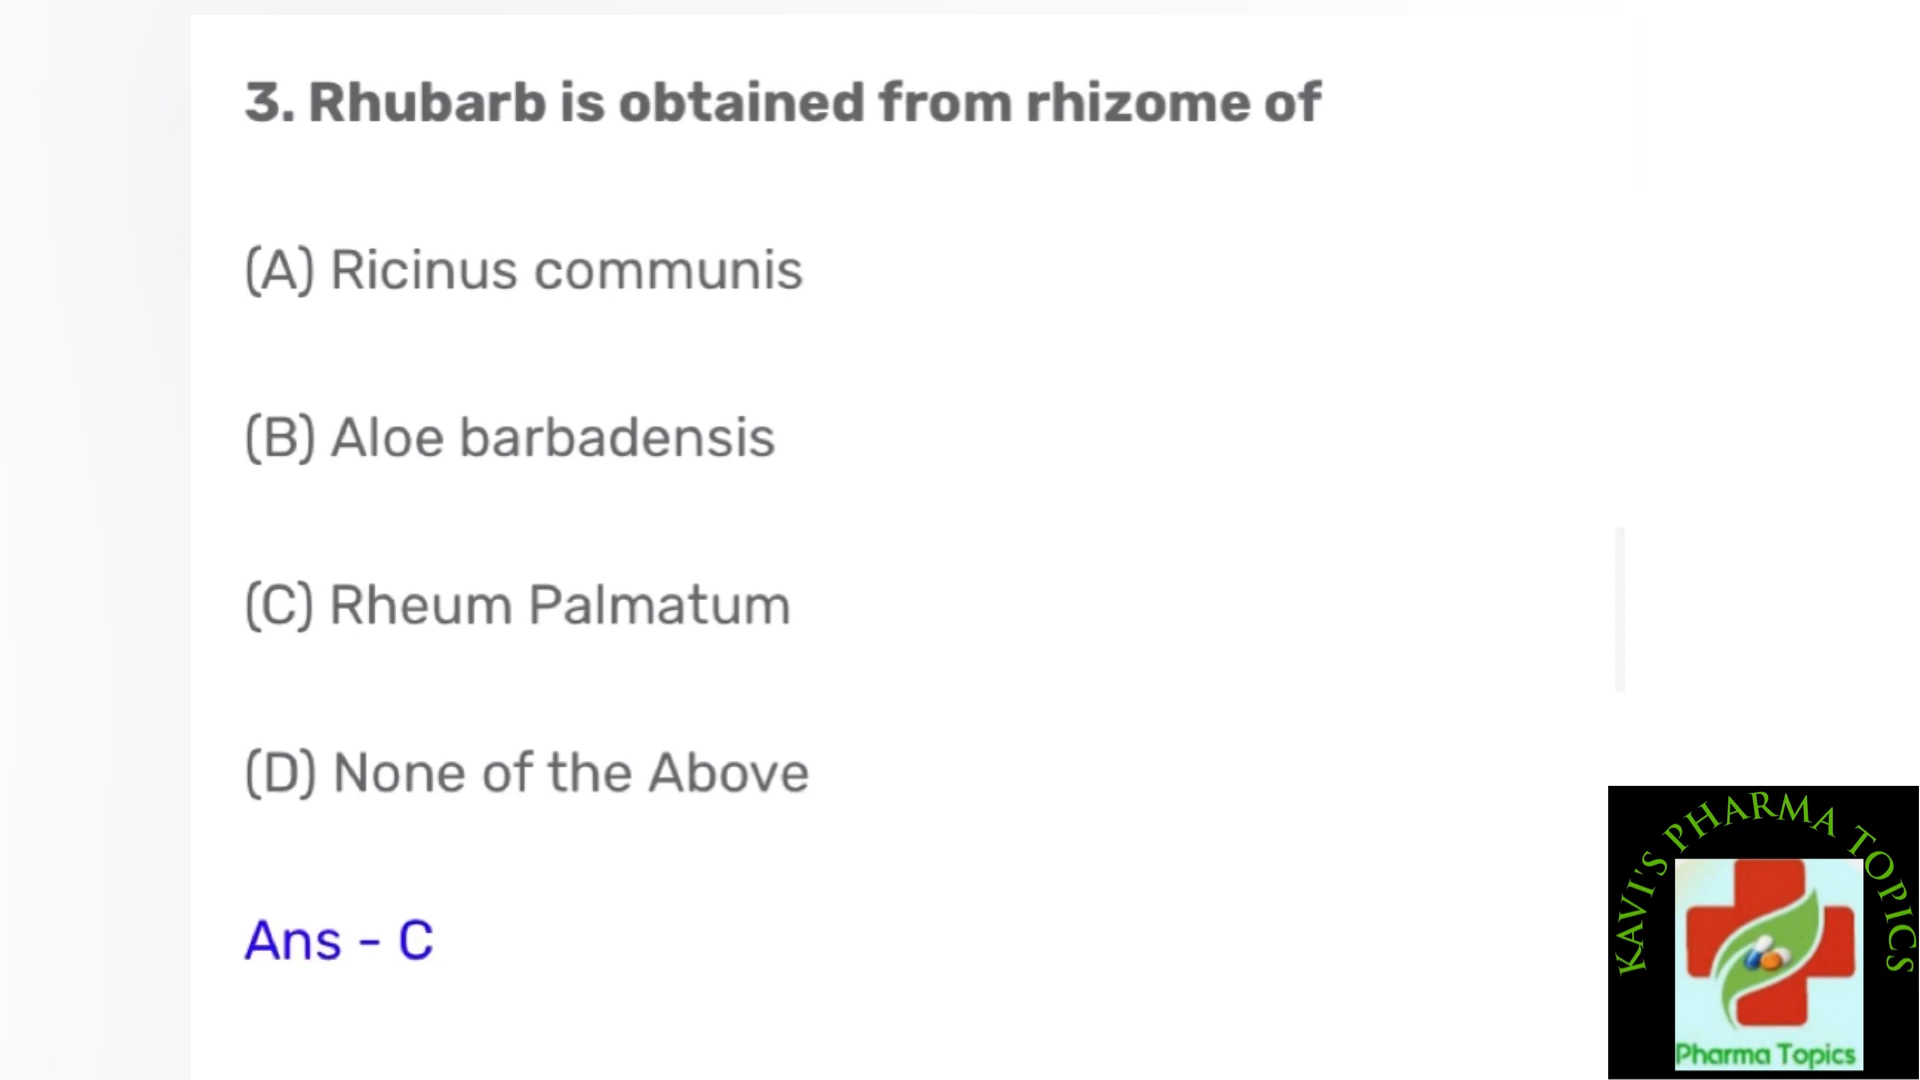 3. Rhubarb is obtained from rhizome of
(A) Ricinus communis
(B) Aloe barbadensis
(C) Rheum Palmatum
(D) None of the Above
Ans - C
KAVI'S PHARMA TOPICS
Pharma Topics